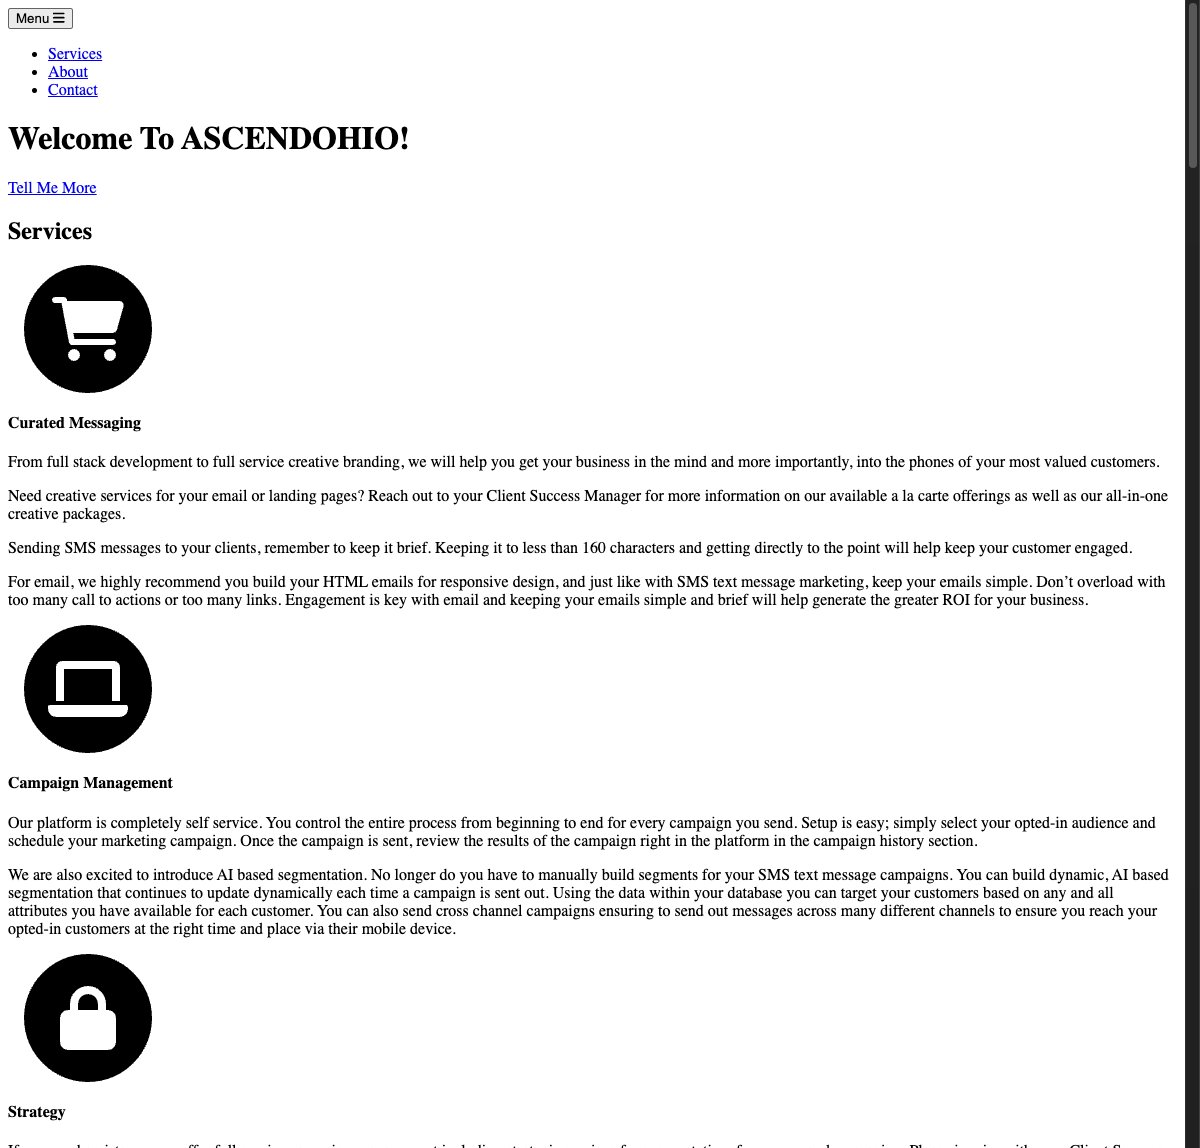 Menu
Services
About
Contact
Welcome To ASCENDOHIO!
Tell Me More
Services
Curated Messaging
From full stack development to full service creative branding, we will help you get your business in the mind and more importantly, into the phones of your most valued customers.
Need creative services for your email or landing pages? Reach out to your Client Success Manager for more information on our available a la carte offerings as well as our all-in-one
creative packages.
Sending SMS messages to your clients, remember to keep it brief. Keeping it to less than 160 characters and getting directly to the point will help keep your customer engaged.
For email, we highly recommend you build your HTML emails for responsive design, and just like with SMS text message marketing, keep your emails simple. Don’t overload with
too many call to actions or too many links. Engagement is key with email and keeping your emails simple and brief will help generate the greater ROI for your business.
Campaign Management
Our platform is completely self service. You control the entire process from beginning to end for every campaign you send. Setup is easy; simply select your opted-in audience and
schedule your marketing campaign. Once the campaign is sent, review the results of the campaign right in the platform in the campaign history section.
We are also excited to introduce AI based segmentation. No longer do you have to manually build segments for your SMS text message campaigns. You can build dynamic, AI based
segmentation that continues to update dynamically each time a campaign is sent out. Using the data within your database you can target your customers based on any and all
attributes you have available for each customer. You can also send cross channel campaigns ensuring to send out messages across many different channels to ensure you reach your
opted-in customers at the right time and place via their mobile device.
Strategy